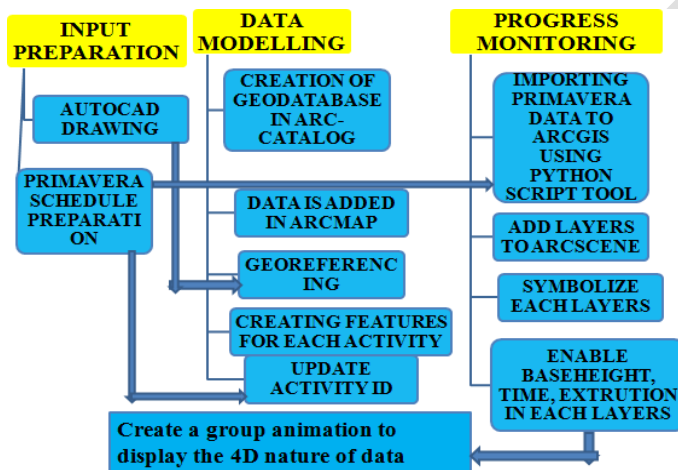 INPUT
PREPARATION
AUTOCAD
DRAWING
PRIMAVERA
SCHEDULE
PREPARATI
ON
DATA
MODELLING
CREATION OF
GEODATABASE
IN ARC-
CATALOG
DATA IS ADDED
IN ARCMAP
GEOREFERENC
ING
CREATING FEATURES
FOR EACH ACTIVITY
UPDATE
ACTIVITY ID
PROGRESS
MONITORING
IMPORTING
PRIMAVERA
DATA TO
ARCGIS
USING
PYTHON
SCRIPT TOOL
ADD LAYERS
TO ARCSCENE
SYMBOLIZE
EACH LAYERS
ENABLE
BASEHEIGHT,
TIME, EXTRUTION
IN EACH LAYERS
Create a group animation to
display the 4D nature of data